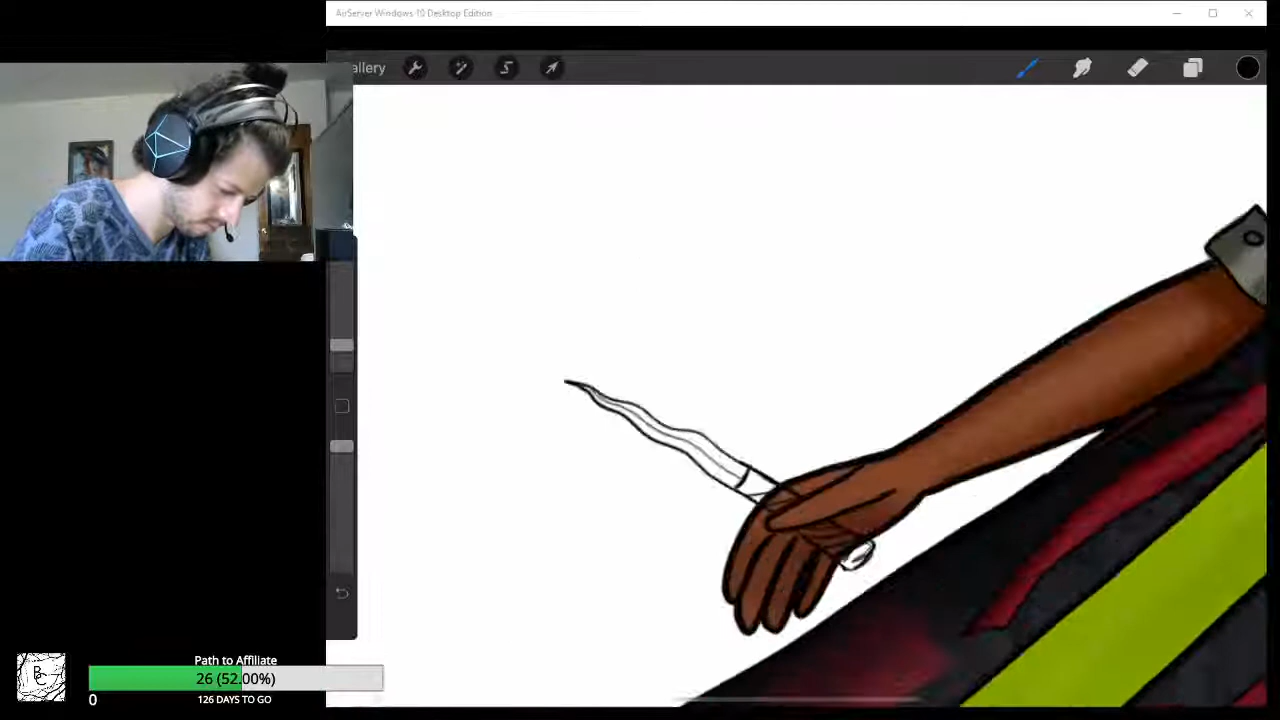 AirServer Windows 10 Desktop Edition
allery
Path to Affiliate
26 (52.00%)
0
126 DAYS TO GO